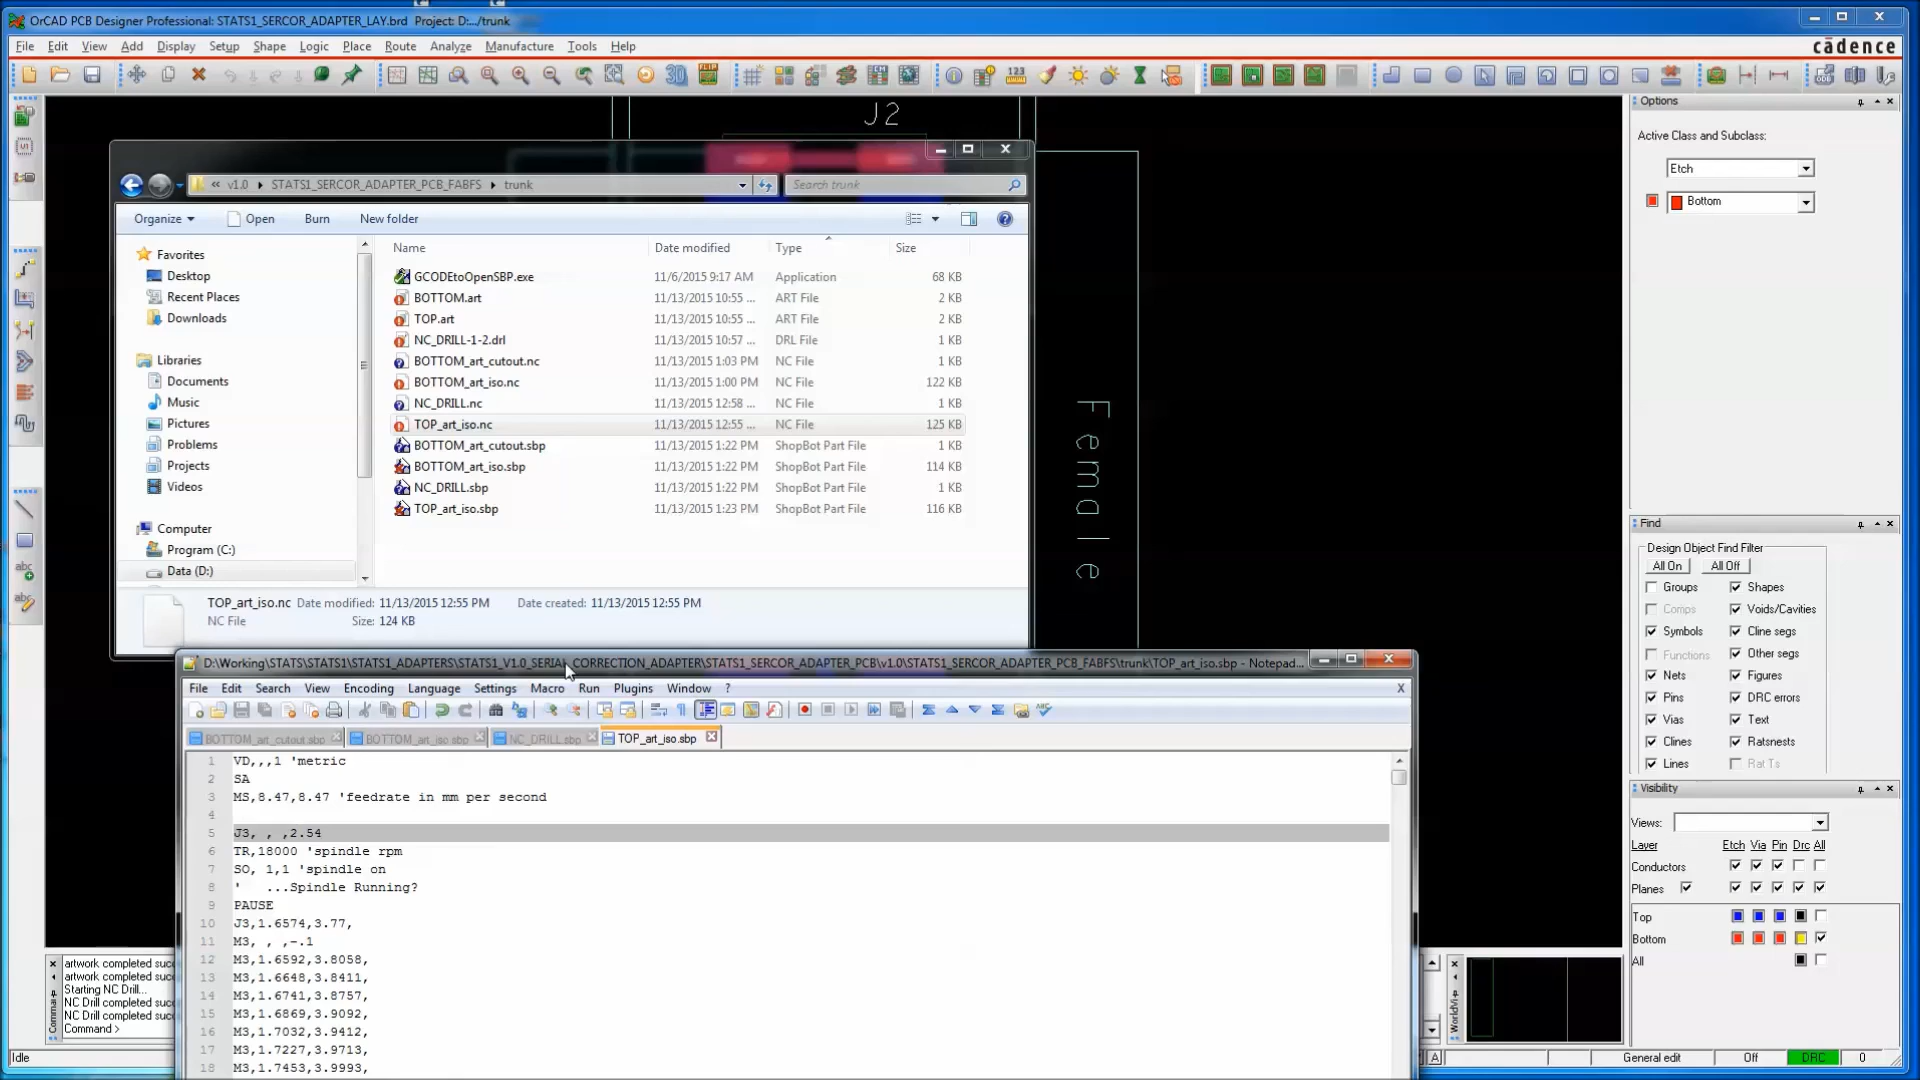 OrCAD PCB Designer Professional: STATS1_SERCOR_ADAPTER_LAY.brd Project: D:.../trunk
File Edit View Add Display Setup Shape Logic Place Route Analyze Manufacture Tools Help
cādence
J2
« v1.0 STATS1_SERCOR_ADAPTER_PCB_FABFS trunk
Search trunk
Organize Open Burn New folder
Favorites
Desktop
Recent Places
Downloads
Libraries
Documents
Music
Pictures
Problems
Projects
Videos
Computer
Program (C:)
Data (D:)
Name Date modified Type Size
GCODEtoOpenSBP.exe 11/6/2015 9:17 AM Application 68 KB
BOTTOM.art 11/13/2015 10:55 ... ART File 2 KB
TOP.art 11/13/2015 10:55 ... ART File 2 KB
NC_DRILL-1-2.drl 11/13/2015 10:57 ... DRL File 1 KB
BOTTOM_art_cutout.nc 11/13/2015 1:03 PM NC File 1 KB
BOTTOM_art_iso.nc 11/13/2015 1:00 PM NC File 122 KB
NC_DRILL.nc 11/13/2015 12:58 ... NC File 1 KB
TOP_art_iso.nc 11/13/2015 12:55 ... NC File 125 KB
BOTTOM_art_cutout.sbp 11/13/2015 1:22 PM ShopBot Part File 1 KB
BOTTOM_art_iso.sbp 11/13/2015 1:22 PM ShopBot Part File 114 KB
NC_DRILL.sbp 11/13/2015 1:22 PM ShopBot Part File 1 KB
TOP_art_iso.sbp 11/13/2015 1:23 PM ShopBot Part File 116 KB
TOP_art_iso.nc Date modified: 11/13/2015 12:55 PM Date created: 11/13/2015 12:55 PM
NC File Size: 124 KB
Female
D:\Working\STATS\STATS1\STATS1_ADAPTERS\STATS1_V1.0_SERIAL_CORRECTION_ADAPTER\STATS1_SERCOR_ADAPTER_PCB\v1.0\STATS1_SERCOR_ADAPTER_PCB_FABFS\trunk\TOP_art_iso.sbp - Notepad...
File Edit Search View Encoding Language Settings Macro Run Plugins Window ? X
BOTTOM_art_cutout.sbp BOTTOM_art_iso.sbp NC_DRILL.sbp TOP_art_iso.sbp
1 VD,,,1 'metric
2 SA
3 MS,8.47,8.47 'feedrate in mm per second
4
5 J3, , ,2.54
6 TR,18000 'spindle rpm
7 SO, 1,1 'spindle on
8 ' ...Spindle Running?
9 PAUSE
10 J3,1.6574,3.77,
11 M3, , ,-.1
12 M3,1.6592,3.8058,
13 M3,1.6648,3.8411,
14 M3,1.6741,3.8757,
15 M3,1.6869,3.9092,
16 M3,1.7032,3.9412,
17 M3,1.7227,3.9713,
18 M3,1.7453,3.9993,
Options
Active Class and Subclass:
Etch
Bottom
Find
Design Object Find Filter
All On All Off
Groups Shapes
Comps Voids/Cavities
Symbols Cline segs
Functions Other segs
Nets Figures
Pins DRC errors
Vias Text
Clines Ratsnests
Lines Rat Ts
Visibility
Views:
Layer Etch Via Pin Drc All
Conductors
Planes
Top
Bottom
All
Command
artwork completed succ
artwork completed succ
Starting NC Drill...
NC Drill completed succ
NC Drill completed succ
Command >
WorldView
Idle
A General edit Off DRC 0